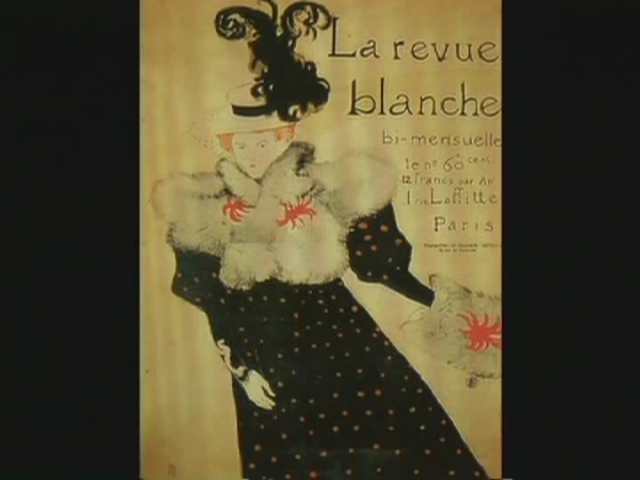 La revue
blanche
bi-mensuelle
le nº 60 cent.
12 francs par An
1 rue Laffitte
Paris